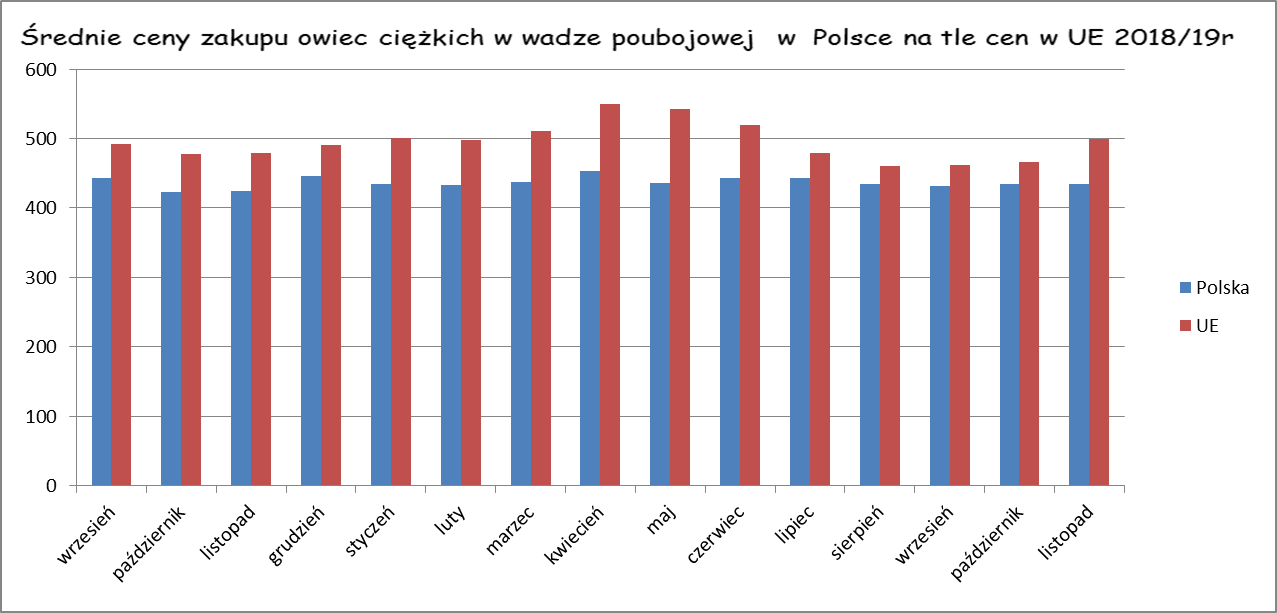 Średnie ceny zakupu owiec ciężkich w wadze poubojowej w Polsce na tle cen w UE 2018/19r
600
500
400
300
200
100
0
wrzesień
październik
listopad
grudzień
styczeń
luty
marzec
kwiecień
maj
czerwiec
lipiec
sierpień
wrzesień
październik
listopad
Polska
UE